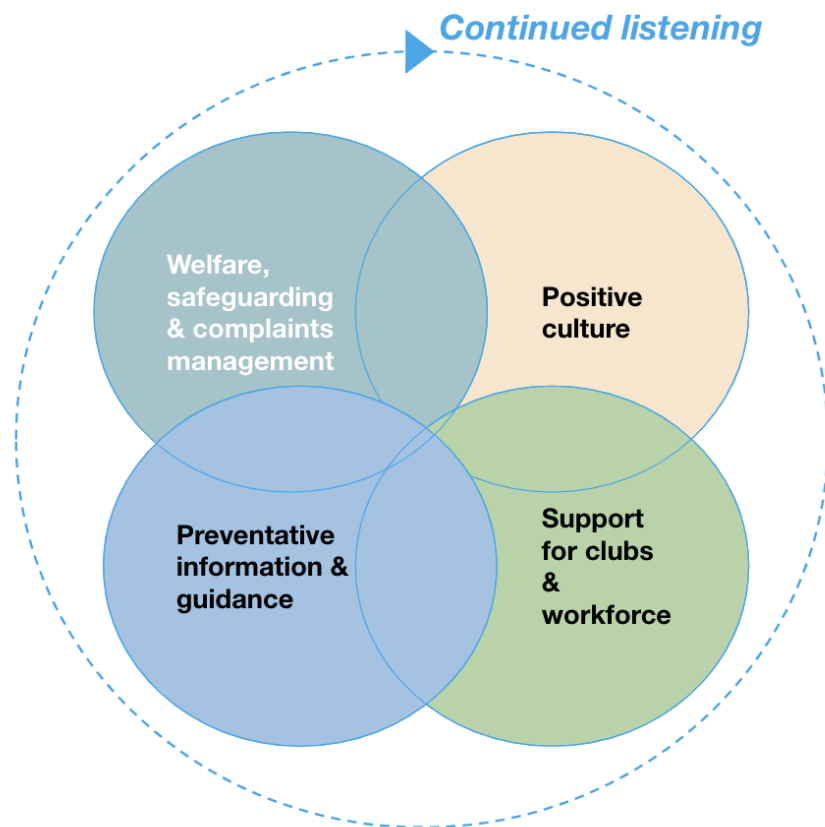 Continued listening
Welfare,
safeguarding
& complaints
management
Positive
culture
Preventative
information &
guidance
Support
for clubs
&
workforce